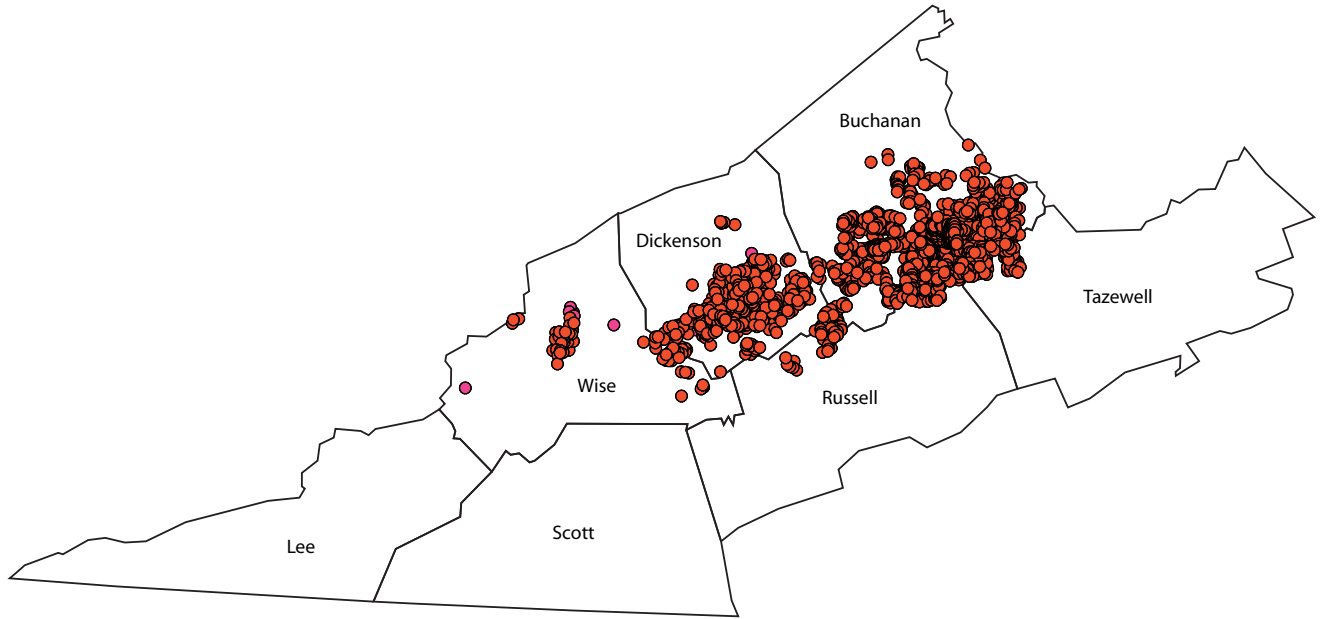 Buchanan
Dickenson
Tazewell
Wise
Russell
Scott
Lee